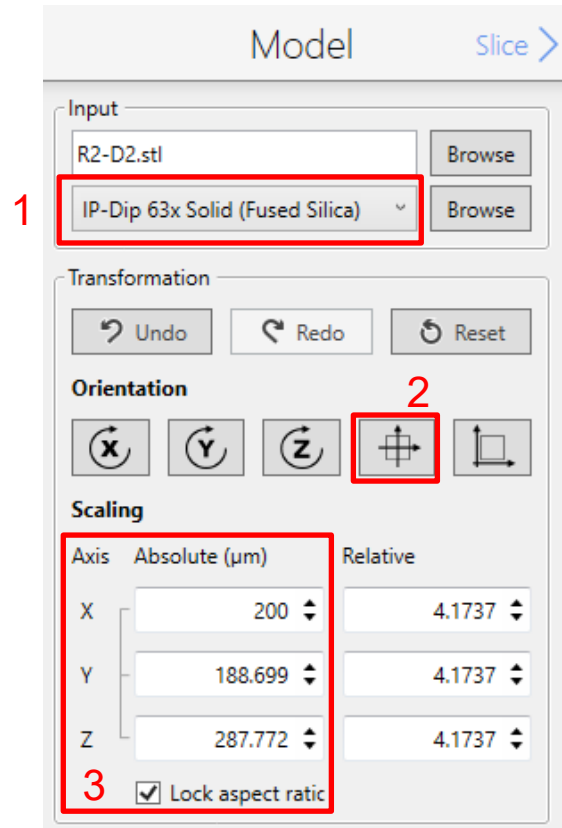 Model Slice
Input
R2-D2.stl Browse
1 IP-Dip 63x Solid (Fused Silica) Browse
Transformation
Undo Redo Reset
Orientation 2
X Y Z
Scaling
Axis Absolute (µm) Relative
X 200 4.1737
Y 188.699 4.1737
Z 287.772 4.1737
3 Lock aspect ratio